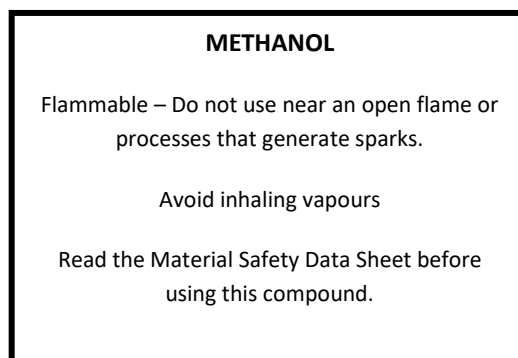 METHANOL
Flammable – Do not use near an open flame or
processes that generate sparks.
Avoid inhaling vapours
Read the Material Safety Data Sheet before
using this compound.